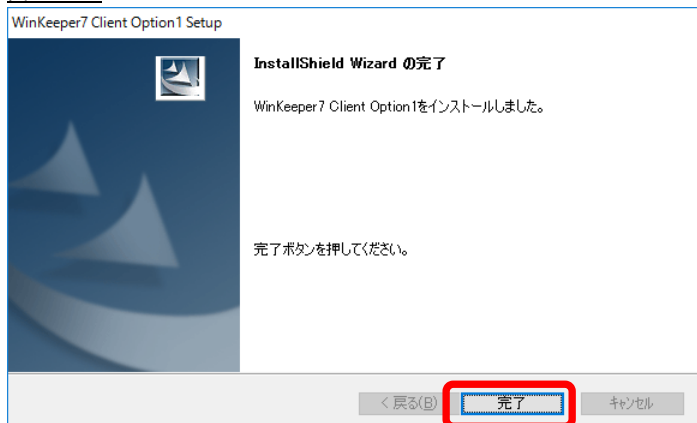 WinKeeper7 Client Option1 Setup
InstallShield Wizard の完了
WinKeeper7 Client Option1をインストールしました。
完了ボタンを押してください。
< 戻る(B)
完了
キャンセル